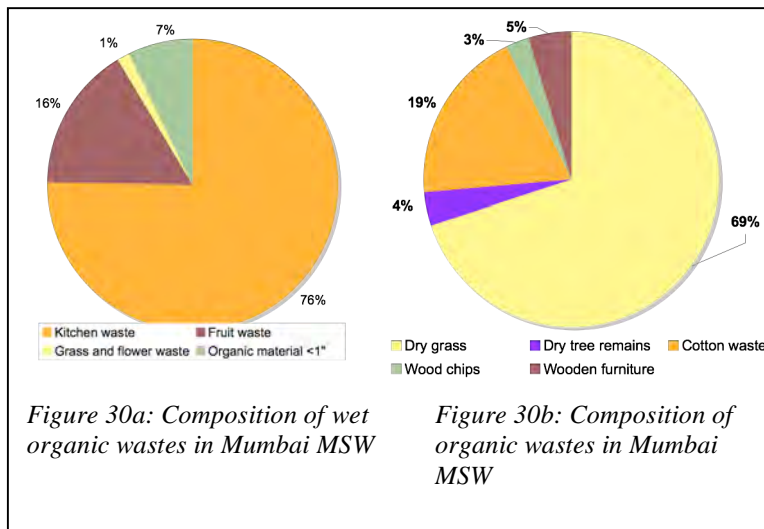 1%
7%
16%
76%
Kitchen waste Fruit waste
Grass and flower waste Organic material <1"
Figure 30a: Composition of wet
organic wastes in Mumbai MSW
5%
3%
19%
4%
69%
Dry grass Dry tree remains Cotton waste
Wood chips Wooden furniture
Figure 30b: Composition of
organic wastes in Mumbai
MSW